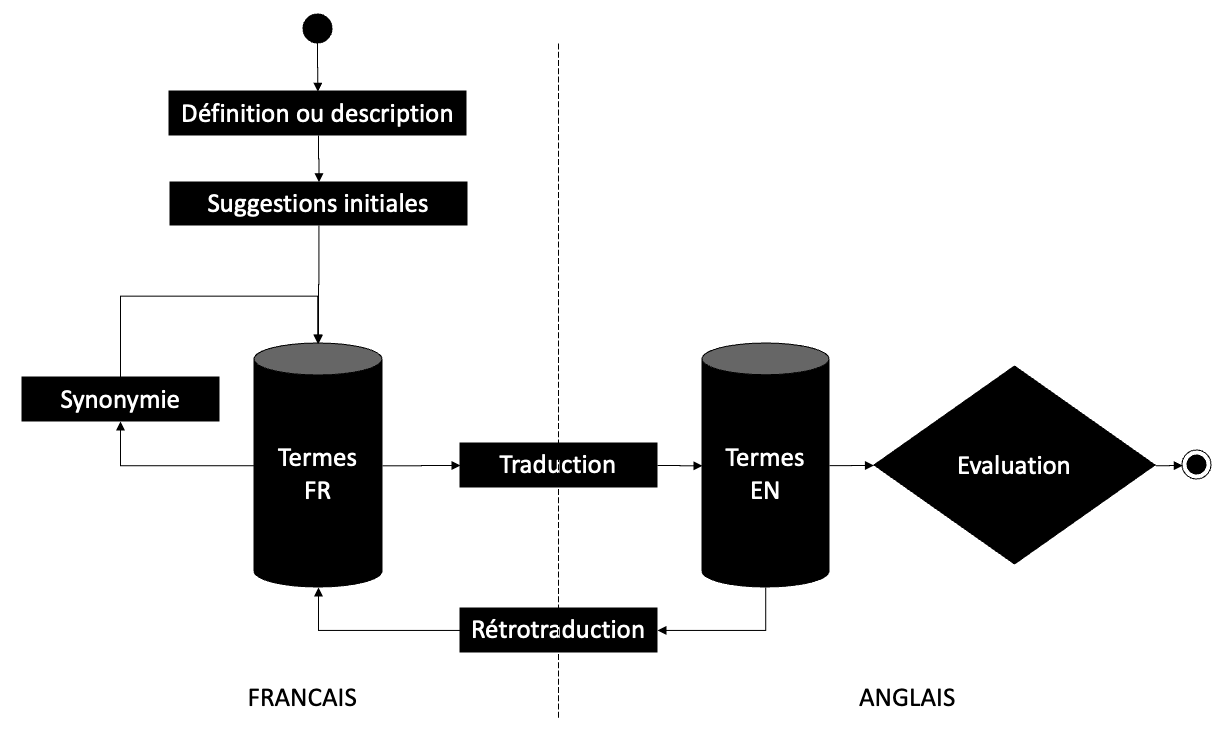 Définition ou description
Suggestions initiales
Synonymie
Termes
FR
Traduction
Termes
EN
Evaluation
Rétrotraduction
FRANCAIS
ANGLAIS